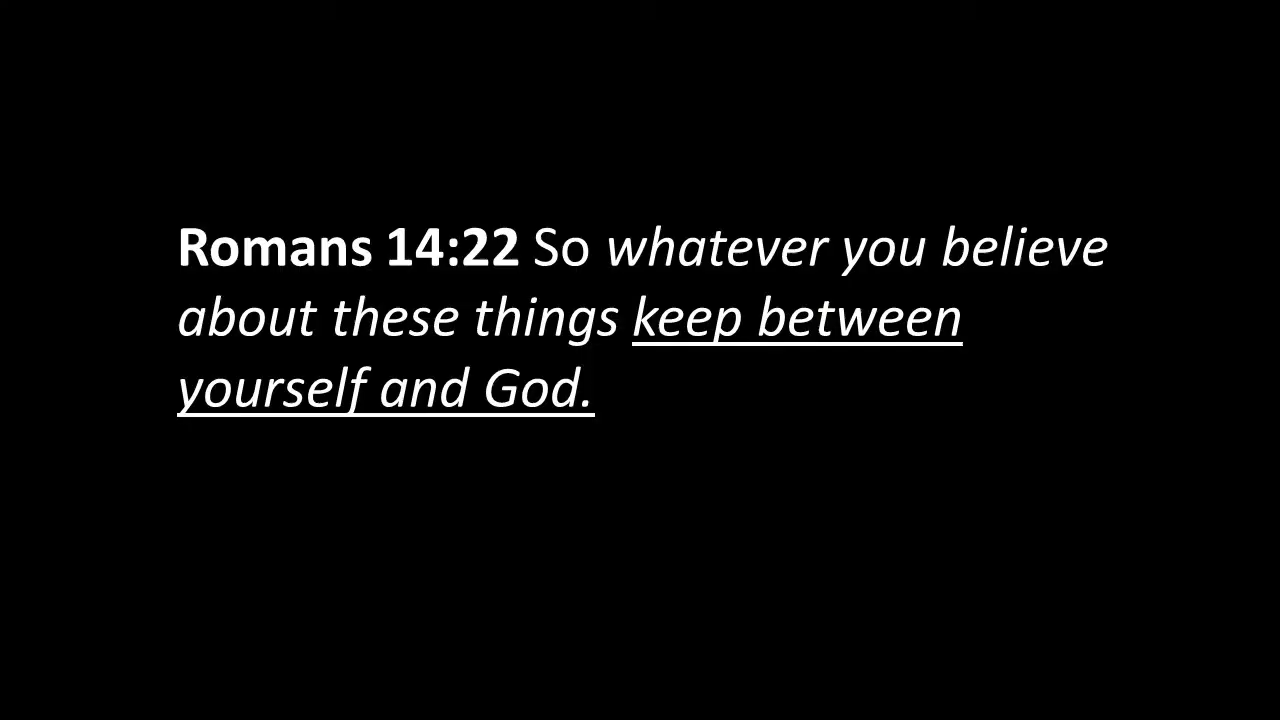 Romans 14:22 So whatever you believe
about these things keep between
yourself and God.